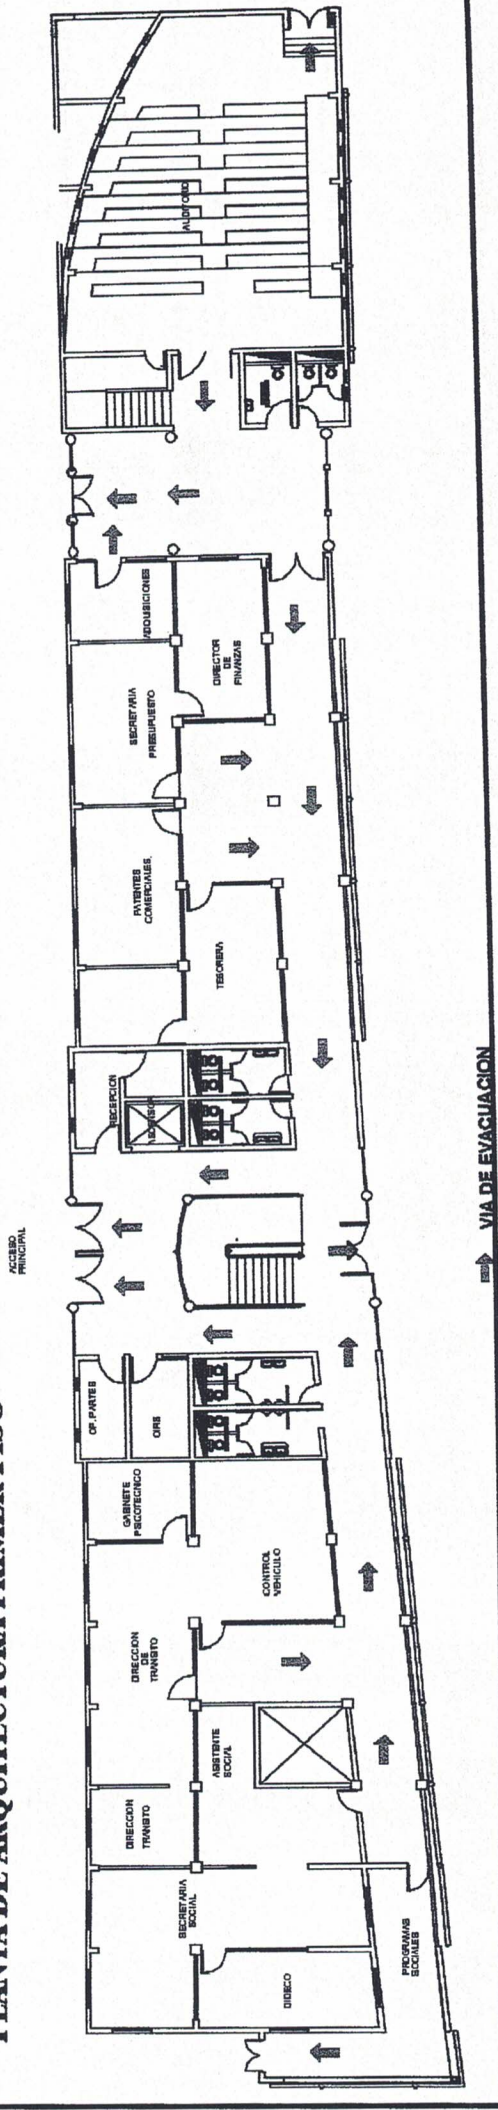 PLANTA DE ARQUITECTURA PRIMER PISO
ACCESO
PRINCIPAL
DIDECO
PROGRAMAS
SOCIALES
SECRETARIA
SOCIAL
DIRECCION
TRANSITO
ASISTENTE
SOCIAL
DIRECCION
DE
TRANSITO
CONTROL
VEHICULO
GABINETE
PSICOTECNICO
OF. PARTES
OIRS
RECEPCION
ASCENSOR
TESORERA
PATENTES
COMERCIALES.
SECRETARIA
PRESUPUESTO
DIRECTOR
DE
FINANZAS
ADQUISICIONES
AUDITORIO
VIA DE EVACUACION